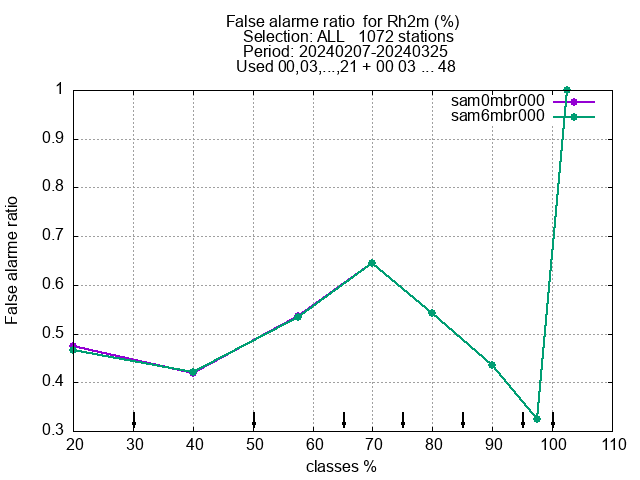 False alarme ratio  for Rh2m (%)
Selection: ALL   1072 stations
Period: 20240207-20240325
Used 00,03,...,21 + 00 03 ... 48
sam0mbr000
sam6mbr000
1
0.9
0.8
0.7
0.6
0.5
0.4
0.3
False alarme ratio
20 30 40 50 60 70 80 90 100 110
classes %